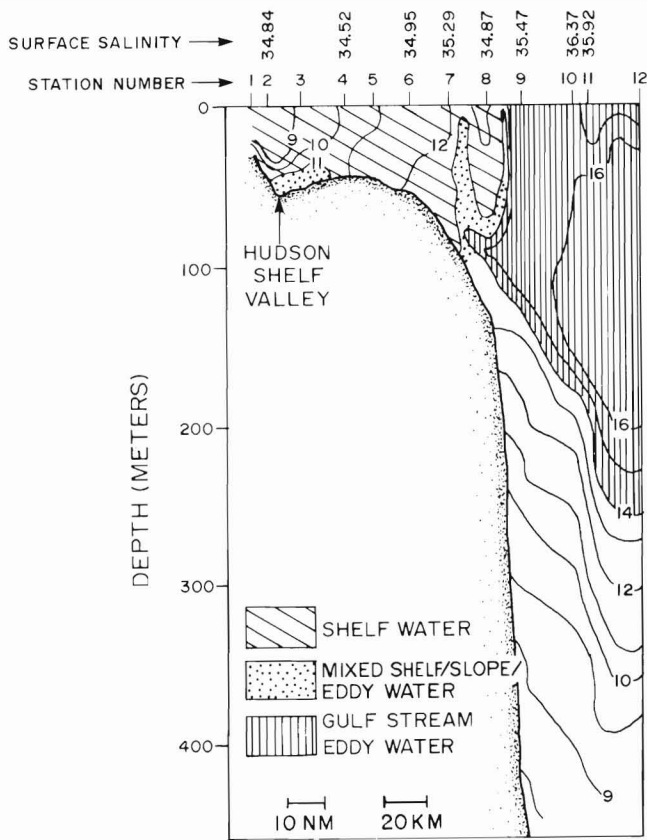 SURFACE SALINITY → 34.84 34.52 34.95 35.29 34.87 35.47 36.37 35.92
STATION NUMBER → 1 2 3 4 5 6 7 8 9 10 11 12
0
9 10 11 12
16
HUDSON
SHELF
VALLEY
100
DEPTH (METERS)
200
16
14
300
12
10
SHELF WATER
MIXED SHELF/SLOPE/
EDDY WATER
GULF STREAM
EDDY WATER
400
9
10 NM 20 KM